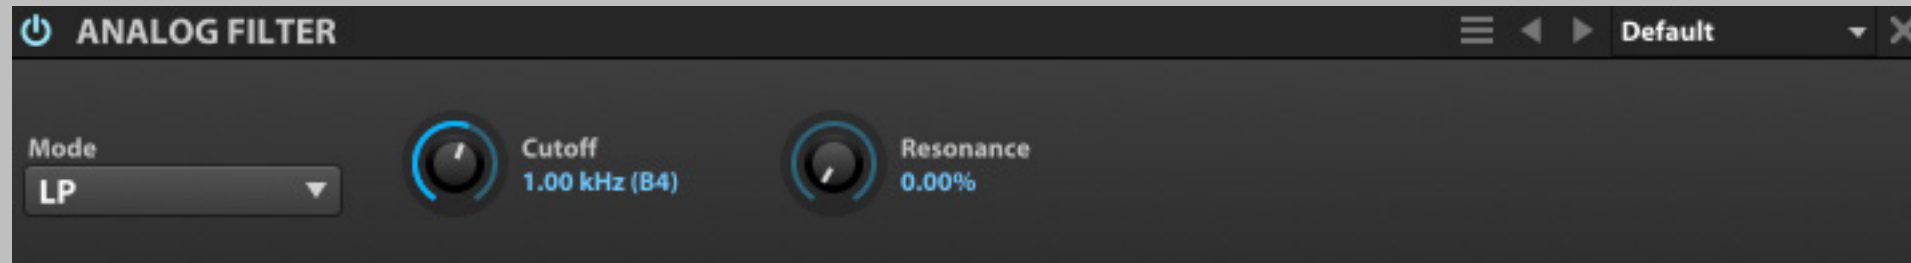 ANALOG FILTER
Default
Mode
LP
Cutoff
1.00 kHz (B4)
Resonance
0.00%